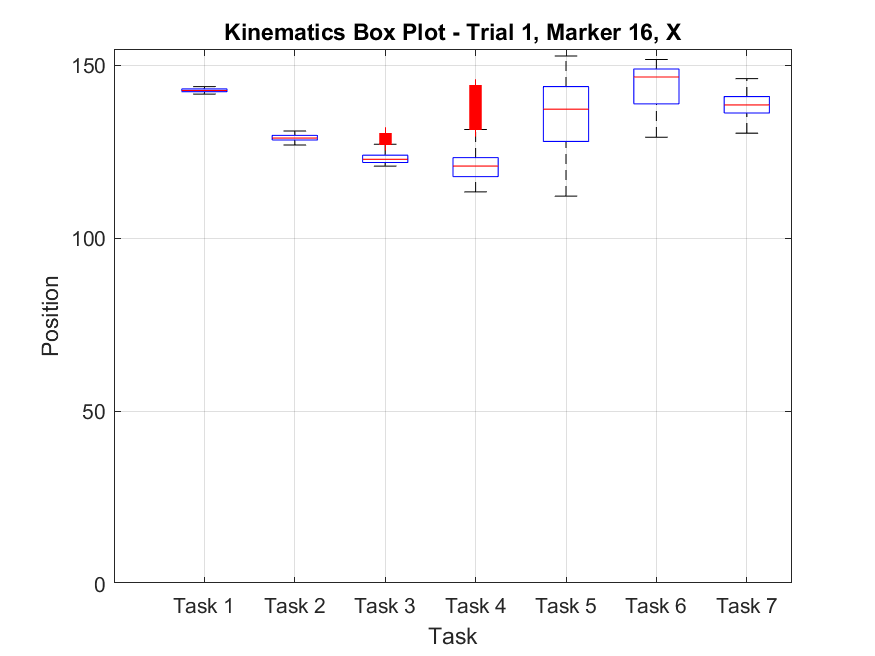 Kinematics Box Plot - Trial 1, Marker 16, X
150
100
50
0
Position
Task 1 Task 2 Task 3 Task 4 Task 5 Task 6 Task 7
Task